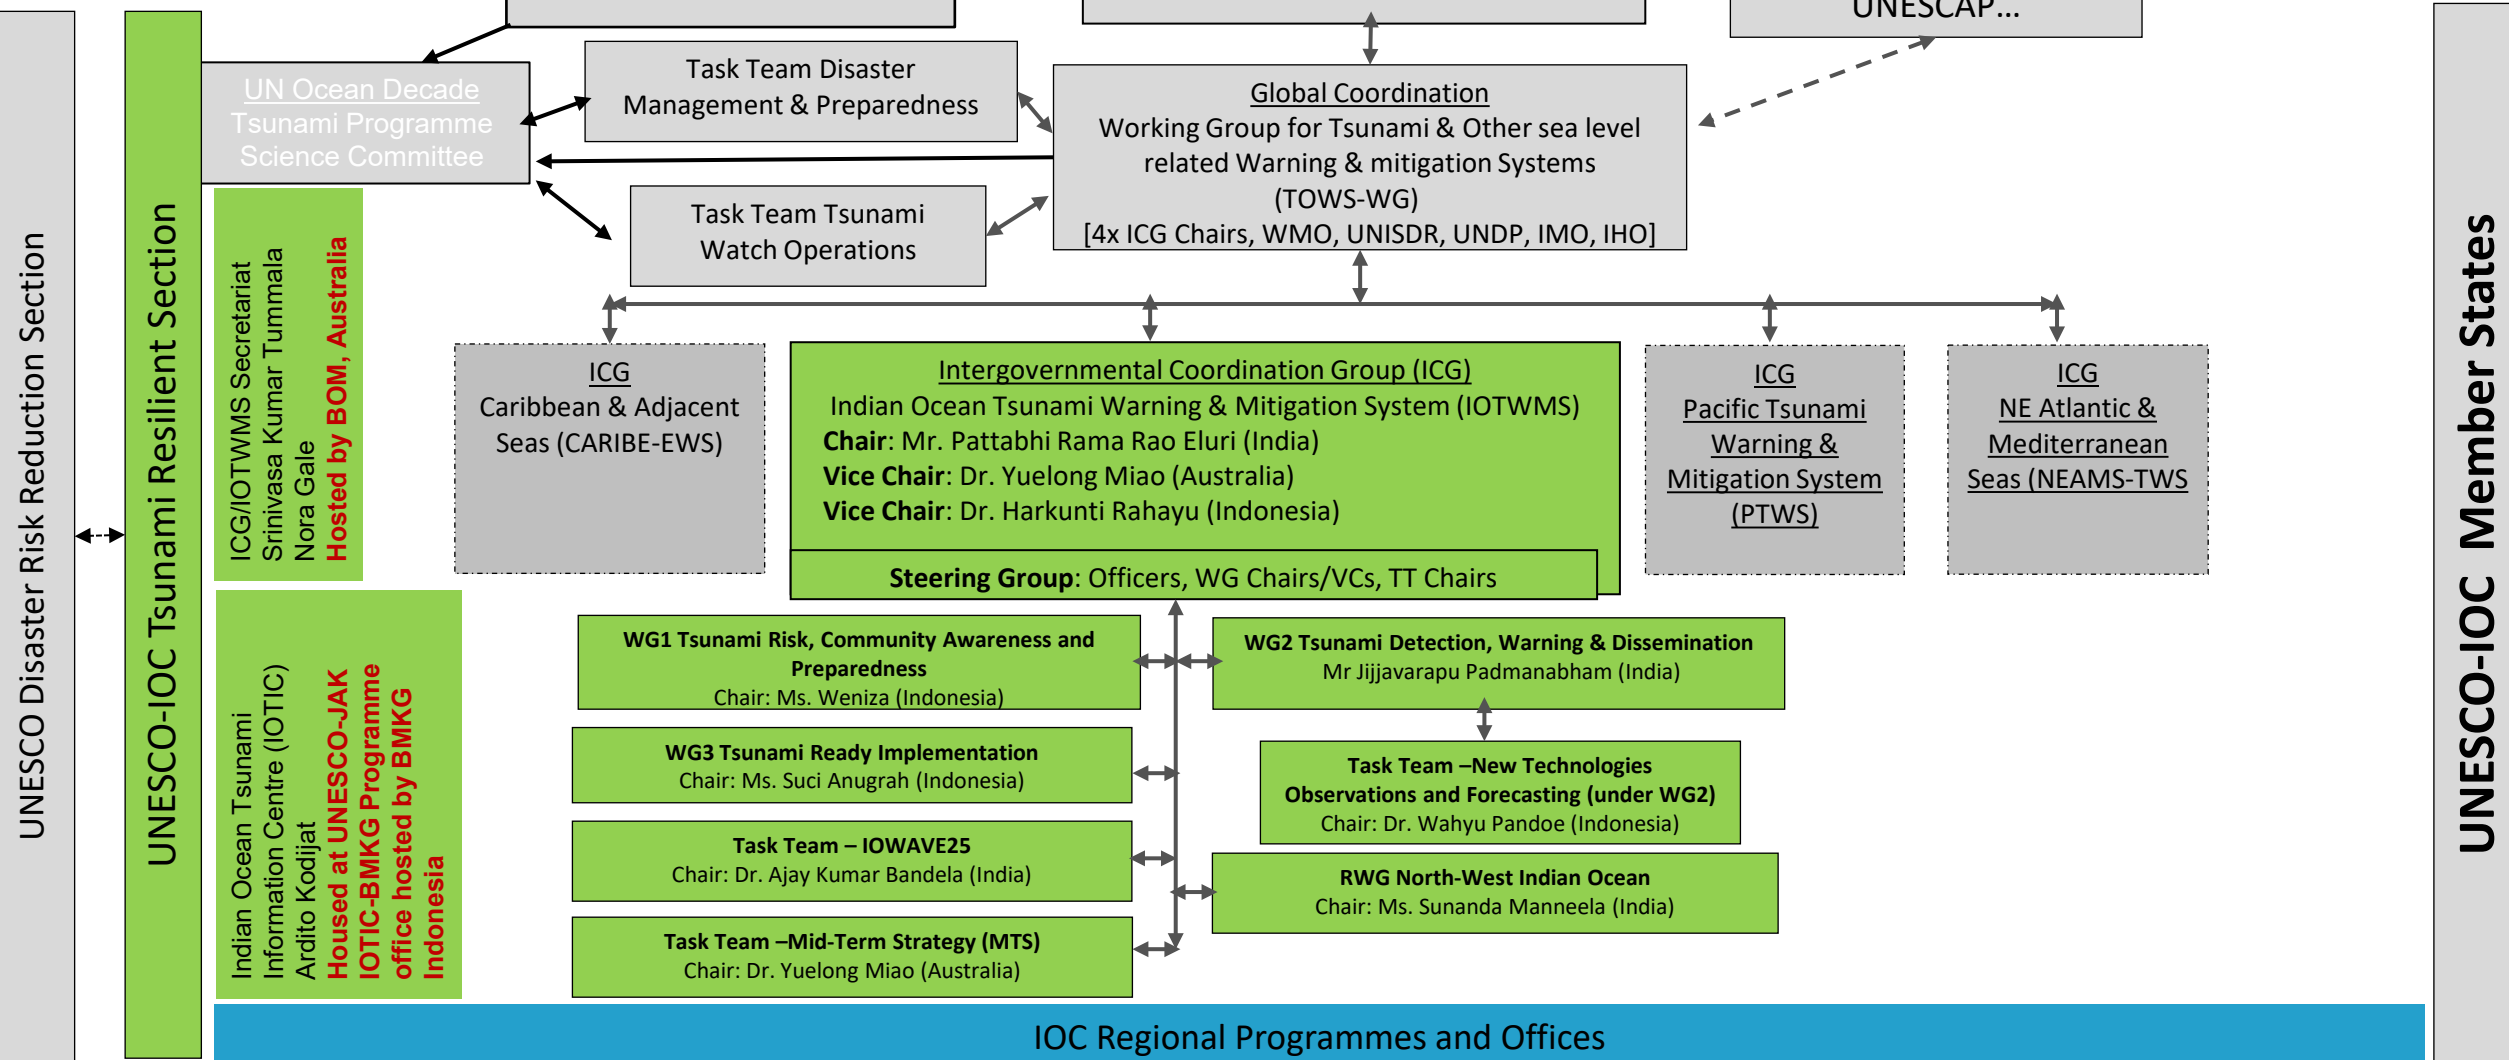 UNESCAP...
UNESCO Disaster Risk Reduction Section
UNESCO-IOC Tsunami Resilient Section
UN Ocean Decade
Tsunami Programme
Science Committee
Task Team Disaster
Management & Preparedness
Task Team Tsunami
Watch Operations
Global Coordination
Working Group for Tsunami & Other sea level
related Warning & mitigation Systems
(TOWS-WG)
[4x ICG Chairs, WMO, UNISDR, UNDP, IMO, IHO]
ICG/IOTWMS Secretariat
Srinivasa Kumar Tummala
Nora Gale
Hosted by BOM, Australia
Indian Ocean Tsunami
Information Centre (IOTIC)
Ardito Kodijat
Housed at UNESCO-JAK
IOTIC-BMKG Programme
office hosted by BMKG
Indonesia
ICG
Caribbean & Adjacent
Seas (CARIBE-EWS)
Intergovernmental Coordination Group (ICG)
Indian Ocean Tsunami Warning & Mitigation System (IOTWMS)
Chair: Mr. Pattabhi Rama Rao Eluri (India)
Vice Chair: Dr. Yuelong Miao (Australia)
Vice Chair: Dr. Harkunti Rahayu (Indonesia)
Steering Group: Officers, WG Chairs/VCs, TT Chairs
ICG
Pacific Tsunami
Warning &
Mitigation System
(PTWS)
ICG
NE Atlantic &
Mediterranean
Seas (NEAMS-TWS
WG1 Tsunami Risk, Community Awareness and
Preparedness
Chair: Ms. Weniza (Indonesia)
WG2 Tsunami Detection, Warning & Dissemination
Mr Jijjavarapu Padmanabham (India)
WG3 Tsunami Ready Implementation
Chair: Ms. Suci Anugrah (Indonesia)
Task Team –New Technologies
Observations and Forecasting (under WG2)
Chair: Dr. Wahyu Pandoe (Indonesia)
Task Team – IOWAVE25
Chair: Dr. Ajay Kumar Bandela (India)
RWG North-West Indian Ocean
Chair: Ms. Sunanda Manneela (India)
Task Team –Mid-Term Strategy (MTS)
Chair: Dr. Yuelong Miao (Australia)
IOC Regional Programmes and Offices
UNESCO-IOC Member States